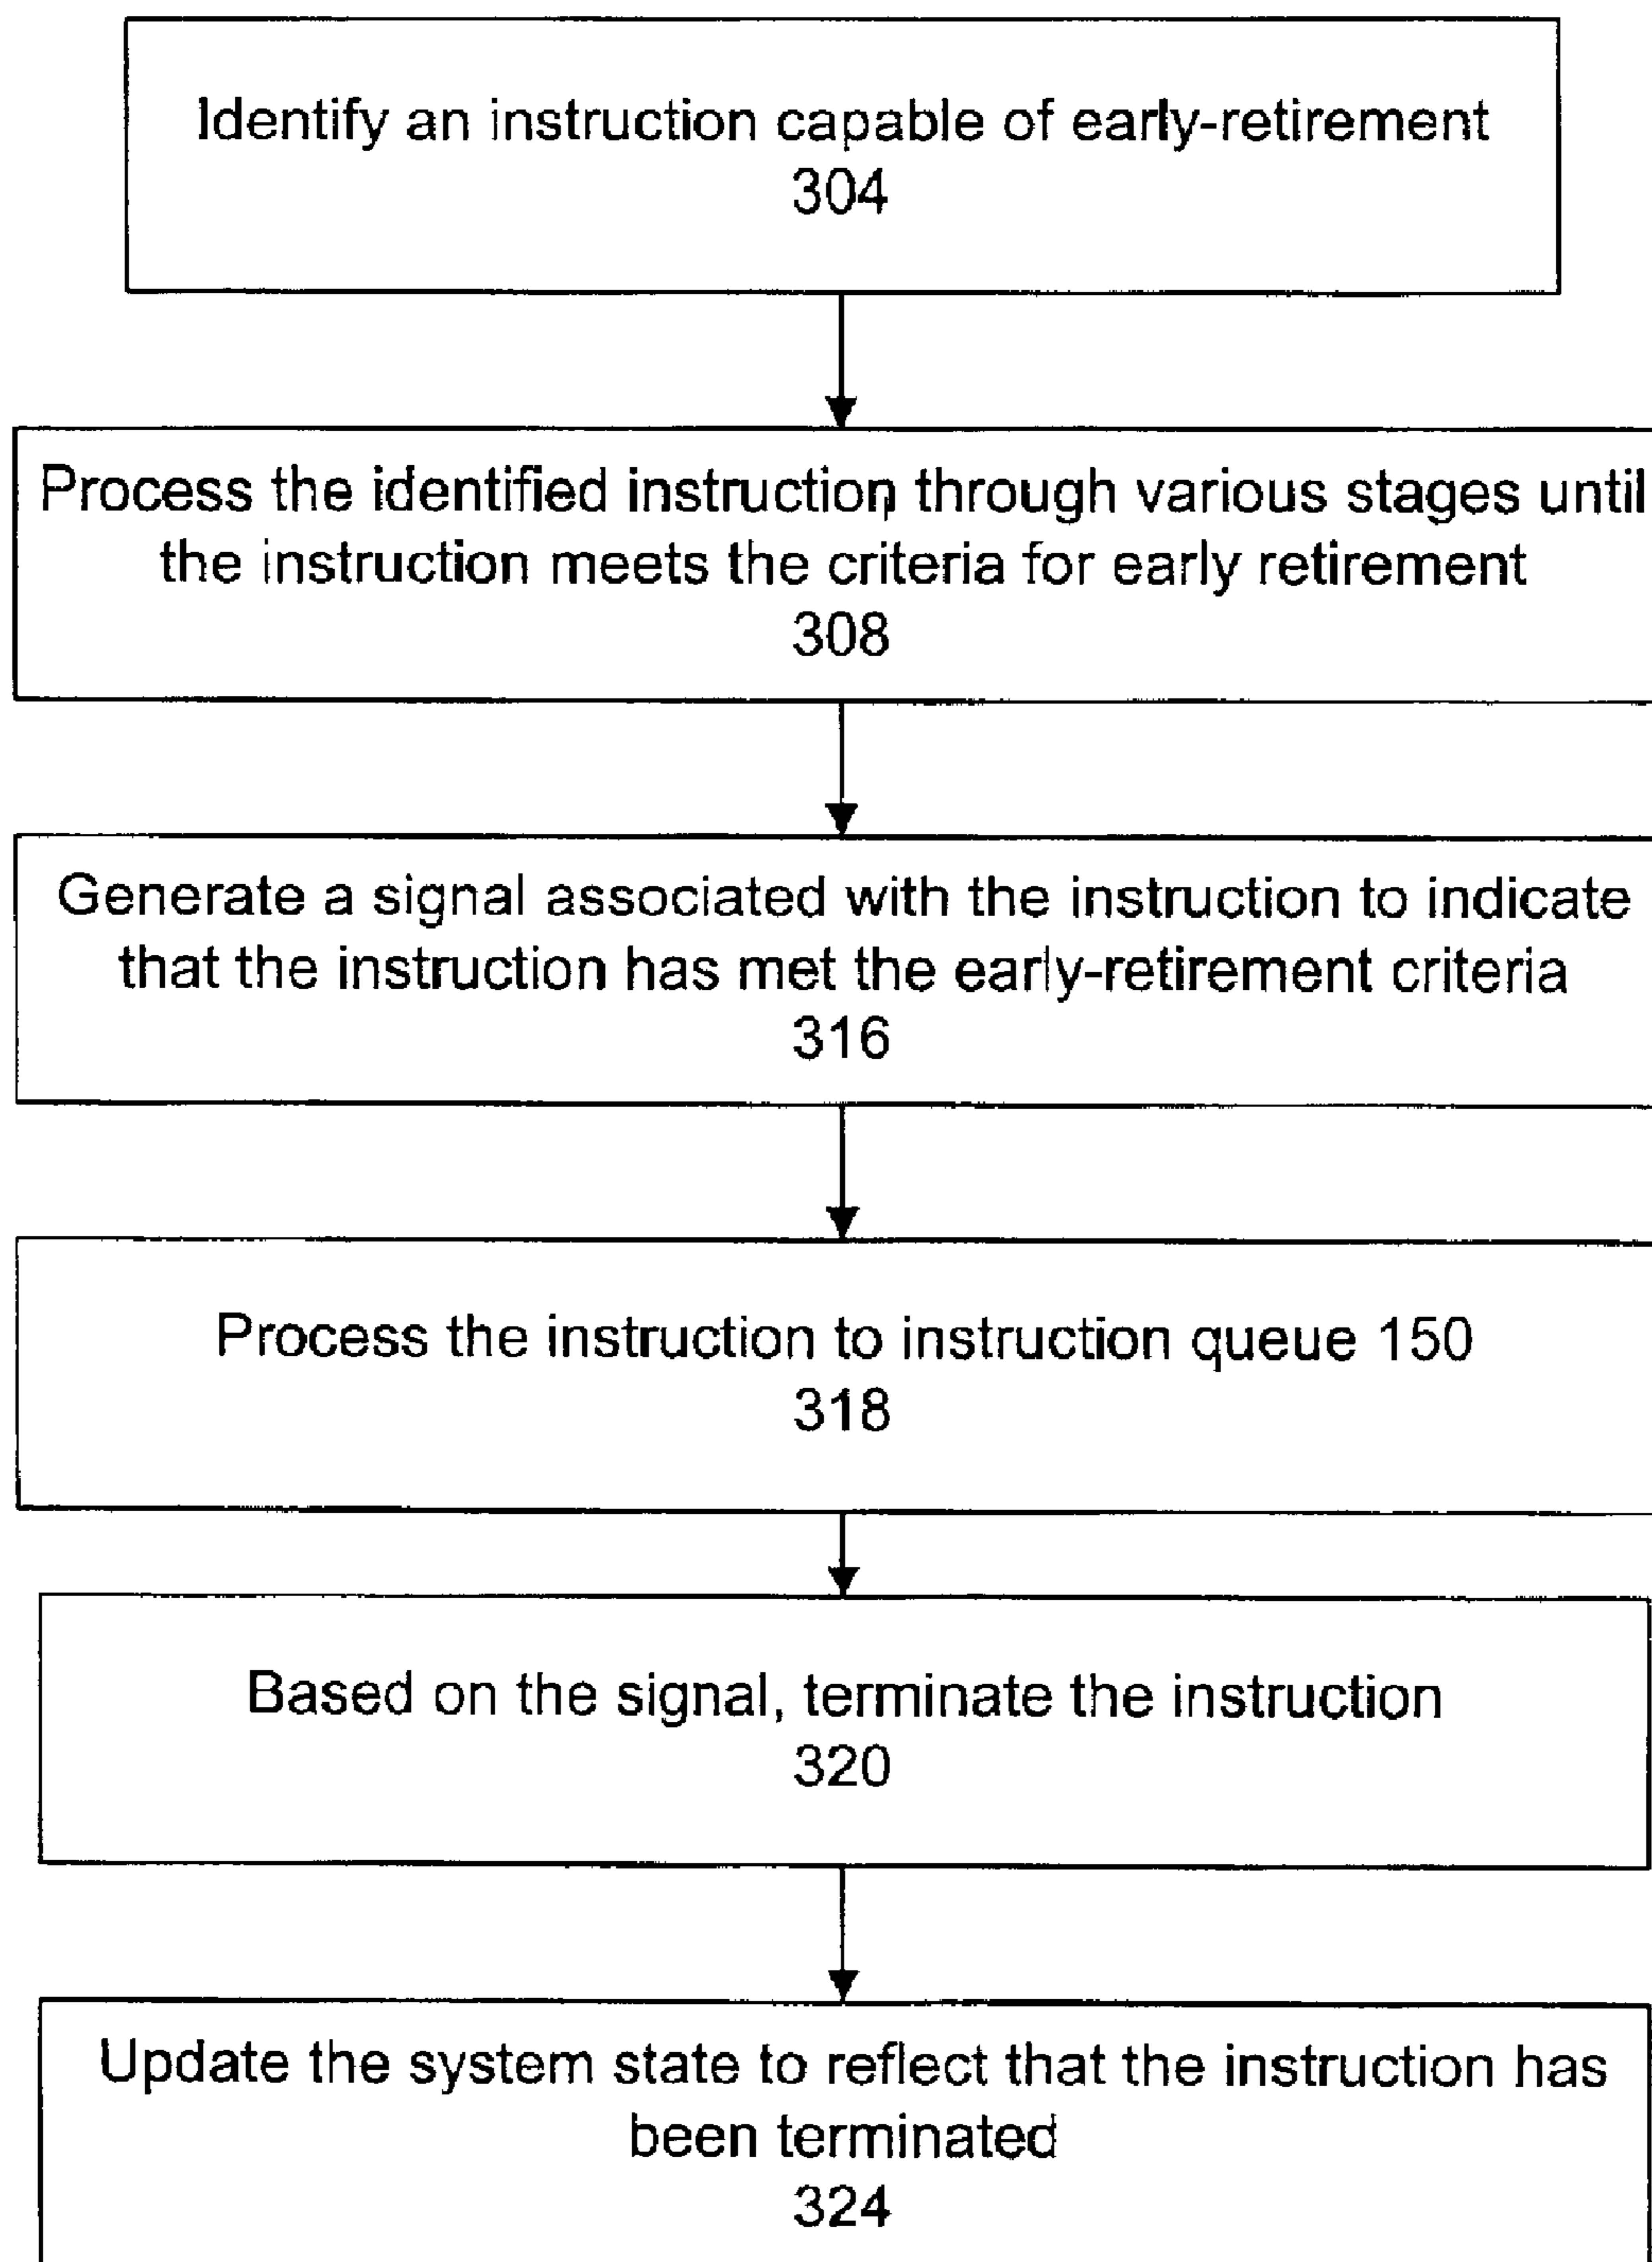 Identify an instruction capable of early-retirement
304
Process the identified instruction through various stages until
the instruction meets the criteria for early retirement
308
Generate a signal associated with the instruction to indicate
that the instruction has met the early-retirement criteria
316
Process the instruction to instruction queue 150
318
Based on the signal, terminate the instruction
320
Update the system state to reflect that the instruction has
been terminated
324